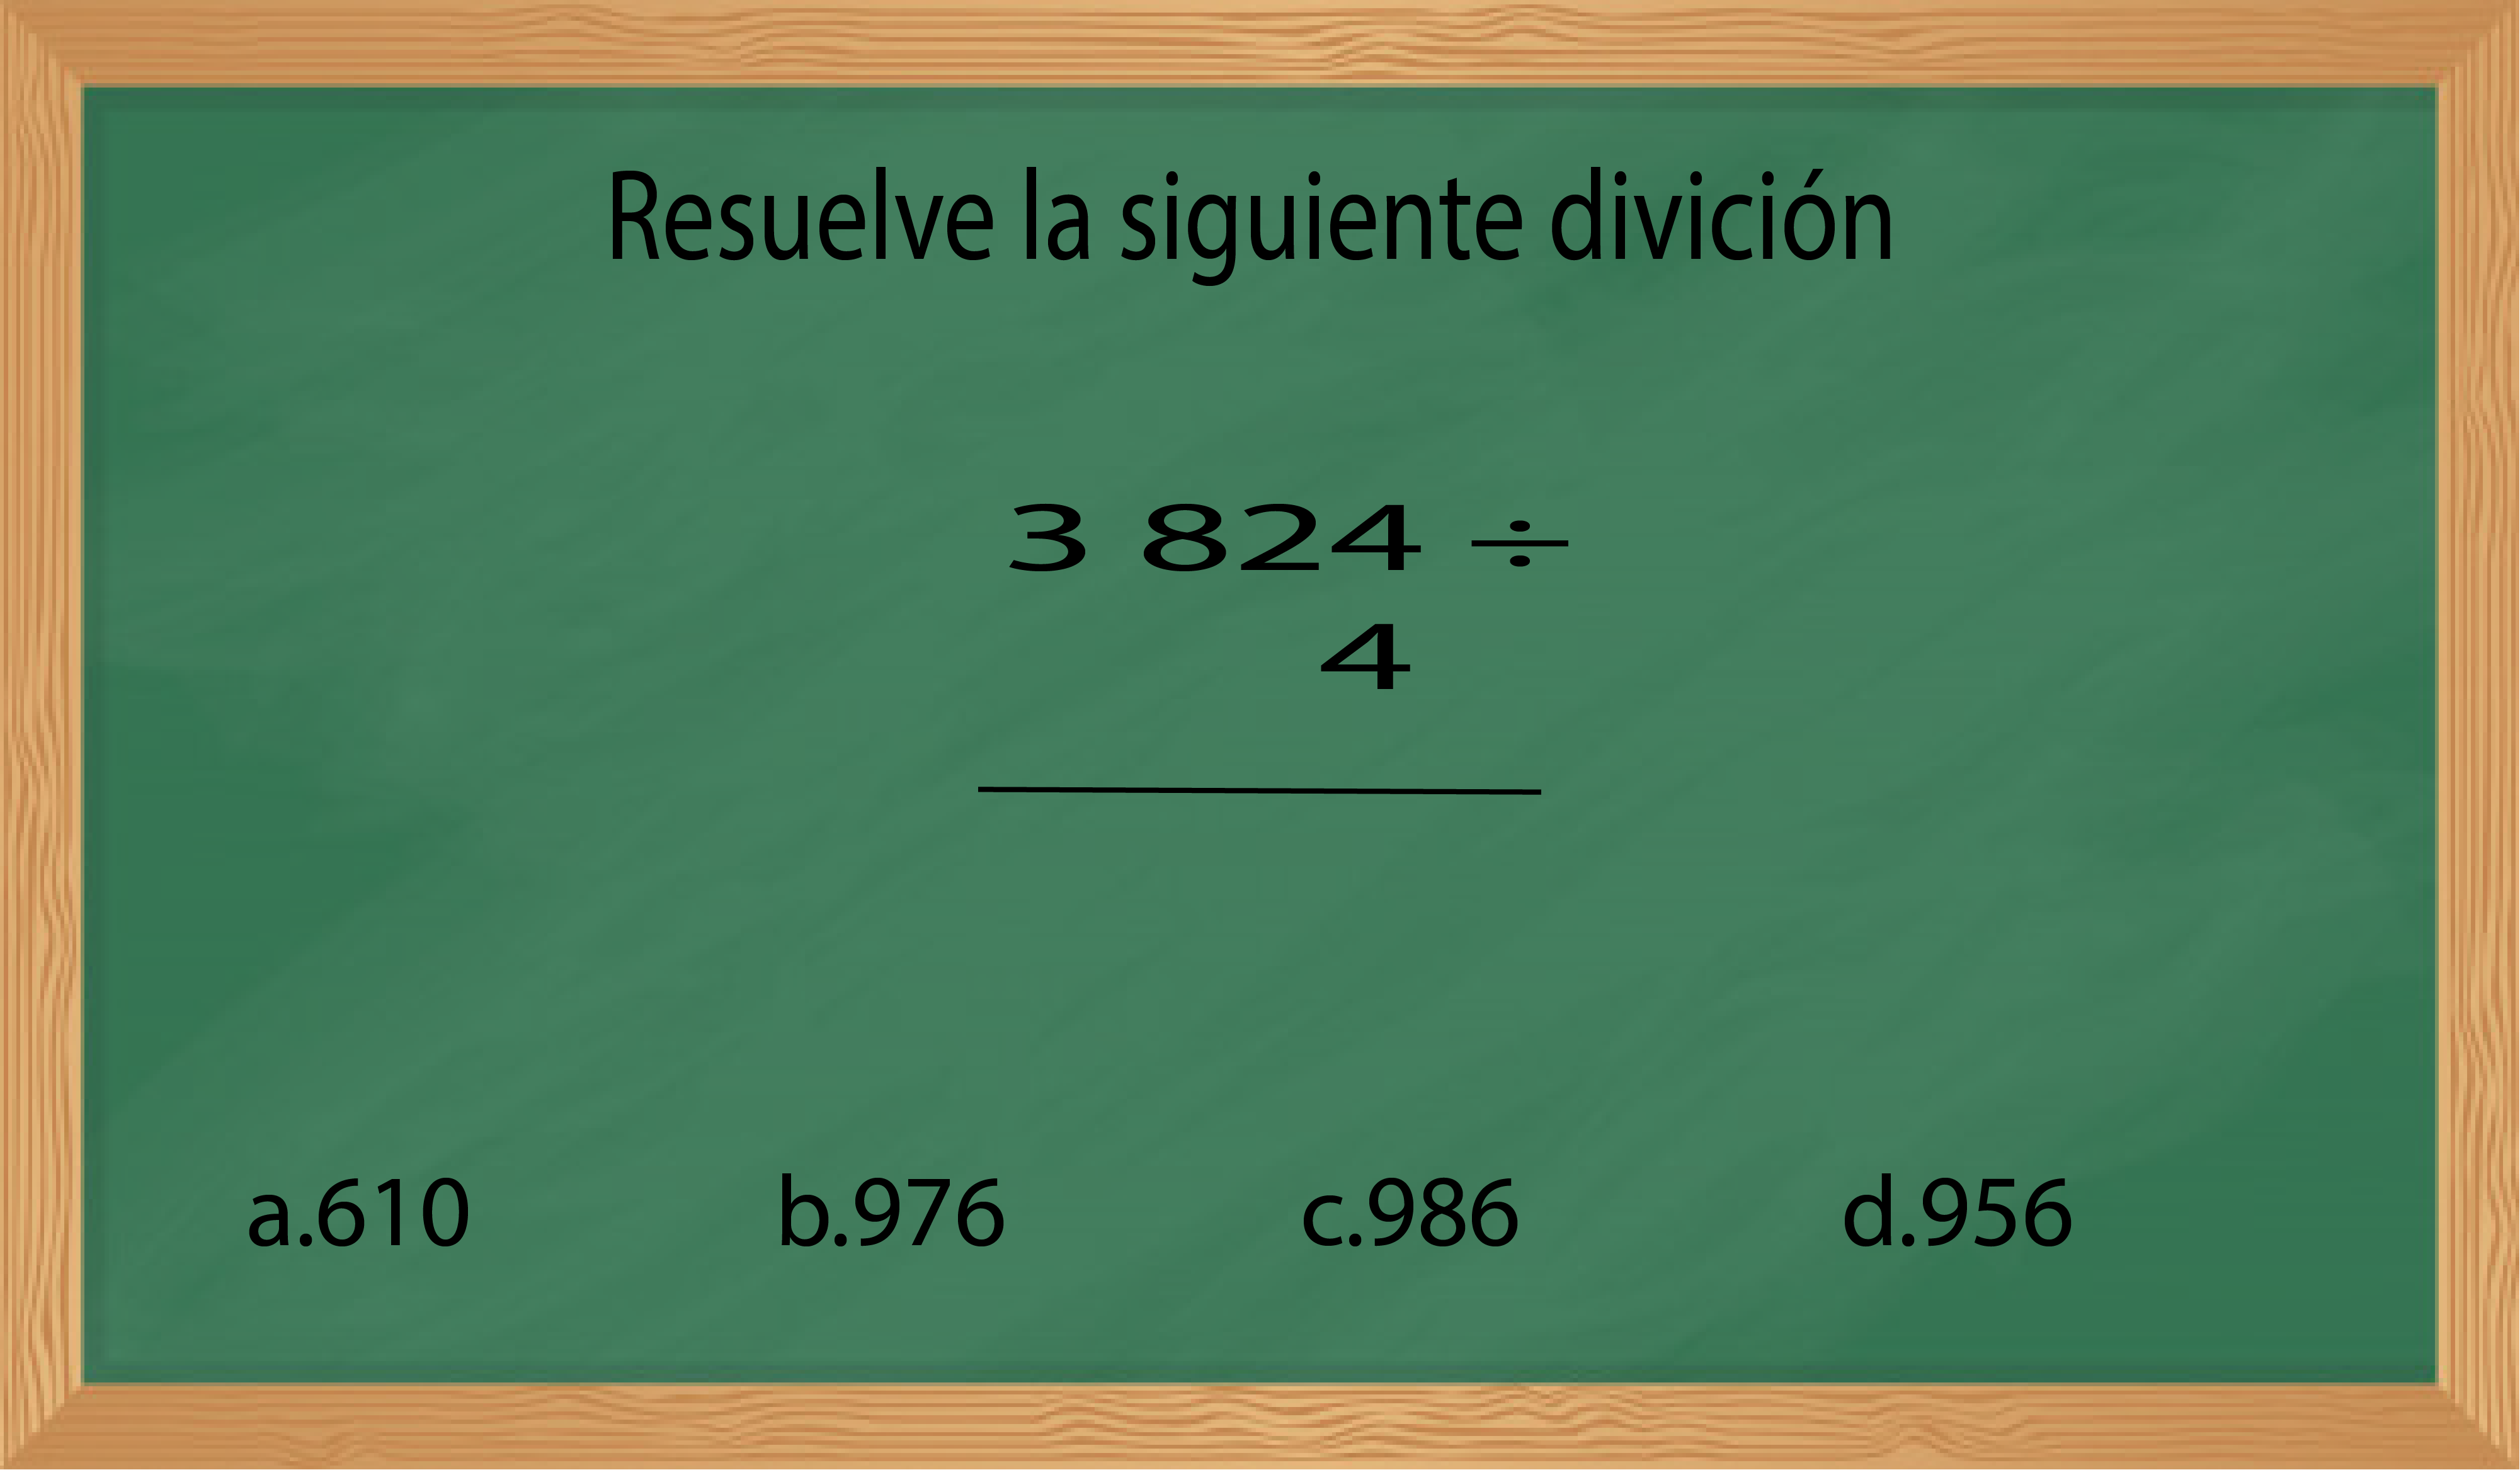 Resuelve la siguiente divición
3 824 ÷
4
a.610 b.976 c.986 d.956